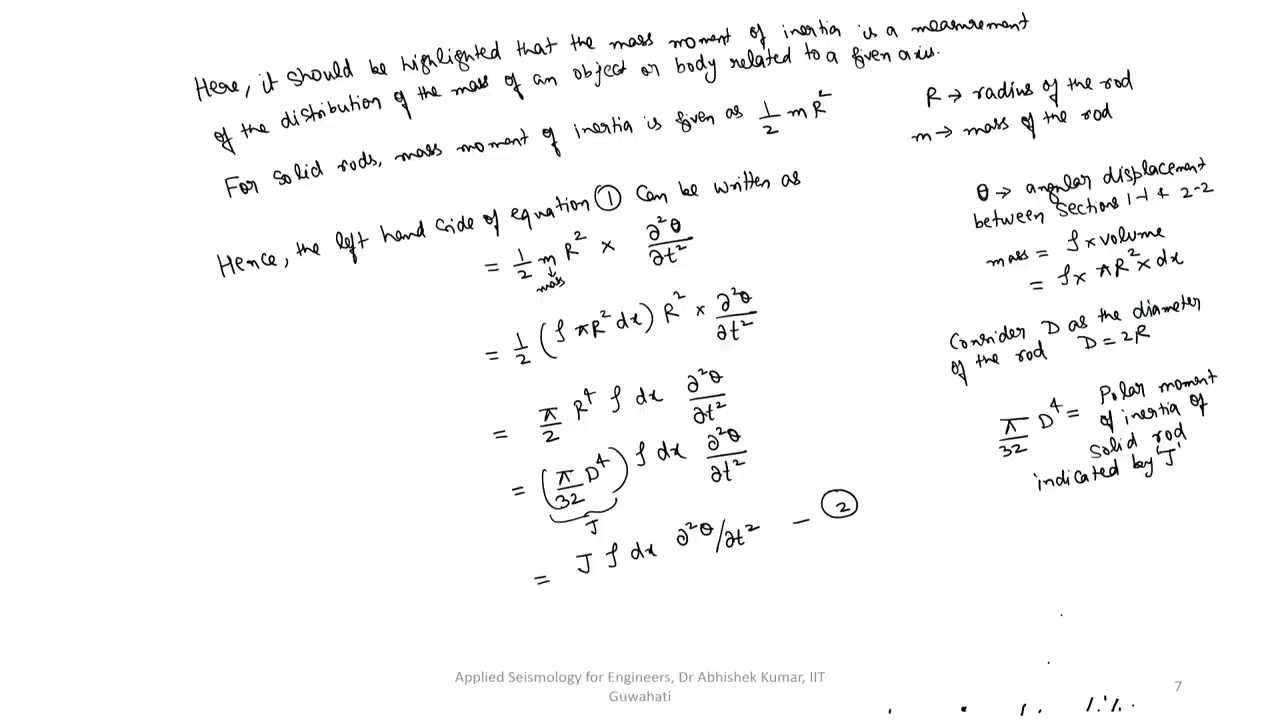 Here, it should be highlighted that the mass moment of inertia is a measurement
of the distribution of the mass of an object or body related to a given axis.
For solid rods, mass moment of inertia is given as 1/2 m R²
R → radius of the rod
m → mass of the rod
Hence, the left hand side of equation ① can be written as
= 1/2 m R² × ∂²θ/∂t²
↓
mass
= 1/2 (ρ πR² dx) R² × ∂²θ/∂t²
= π/2 R⁴ ρ dx ∂²θ/∂t²
= (π/32 D⁴) ρ dx ∂²θ/∂t²
J
= J ρ dx ∂²θ/∂t² – ②
θ → angular displacement
between sections 1-1 & 2-2
mass = ρ × volume
= ρ × πR² × dx
Consider D as the diameter
of the rod D = 2R
π/32 D⁴ = Polar moment
of inertia of
solid rod
indicated by 'J'
Applied Seismology for Engineers, Dr Abhishek Kumar, IIT
Guwahati
7